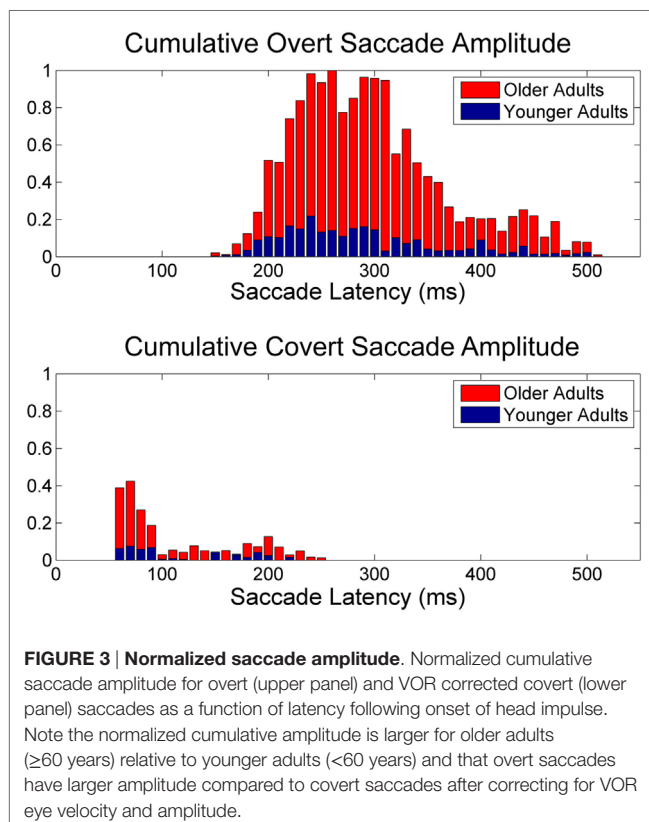 Cumulative Overt Saccade Amplitude
1
0.8
0.6
0.4
0.2
0
Older Adults
Younger Adults
0 100 200 300 400 500
Saccade Latency (ms)
Cumulative Covert Saccade Amplitude
1
0.8
0.6
0.4
0.2
0
Older Adults
Younger Adults
0 100 200 300 400 500
Saccade Latency (ms)
FIGURE 3 | Normalized saccade amplitude. Normalized cumulative
saccade amplitude for overt (upper panel) and VOR corrected covert (lower
panel) saccades as a function of latency following onset of head impulse.
Note the normalized cumulative amplitude is larger for older adults
(≥60 years) relative to younger adults (<60 years) and that overt saccades
have larger amplitude compared to covert saccades after correcting for VOR
eye velocity and amplitude.